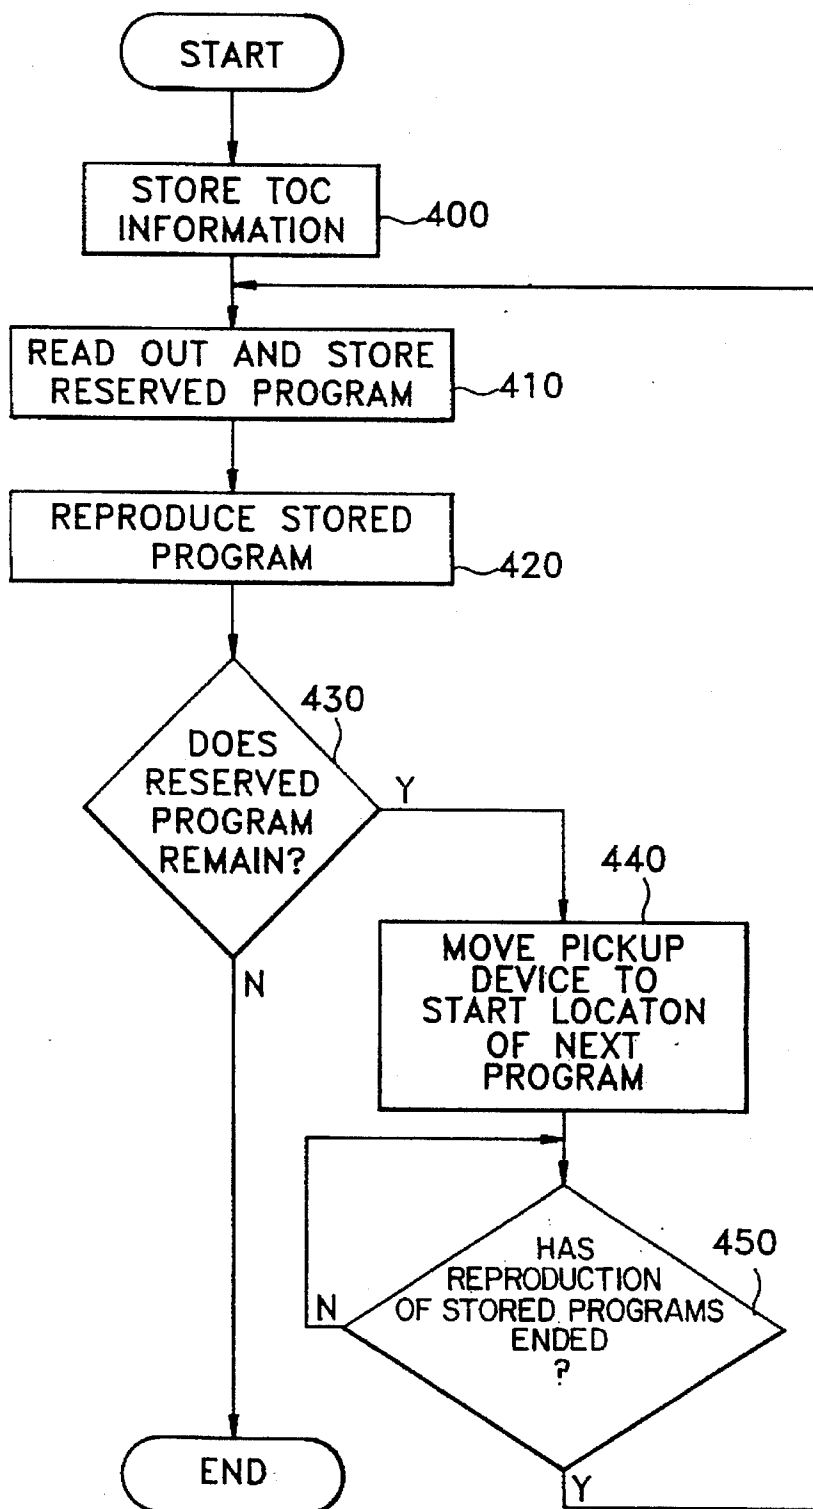 START
STORE TOC
INFORMATION
400
READ OUT AND STORE
RESERVED PROGRAM
410
REPRODUCE STORED
PROGRAM
420
430
DOES
RESERVED
PROGRAM
REMAIN?
Y
N
440
MOVE PICKUP
DEVICE TO
START LOCATON
OF NEXT
PROGRAM
450
HAS
REPRODUCTION
OF STORED PROGRAMS
ENDED
?
N
Y
END